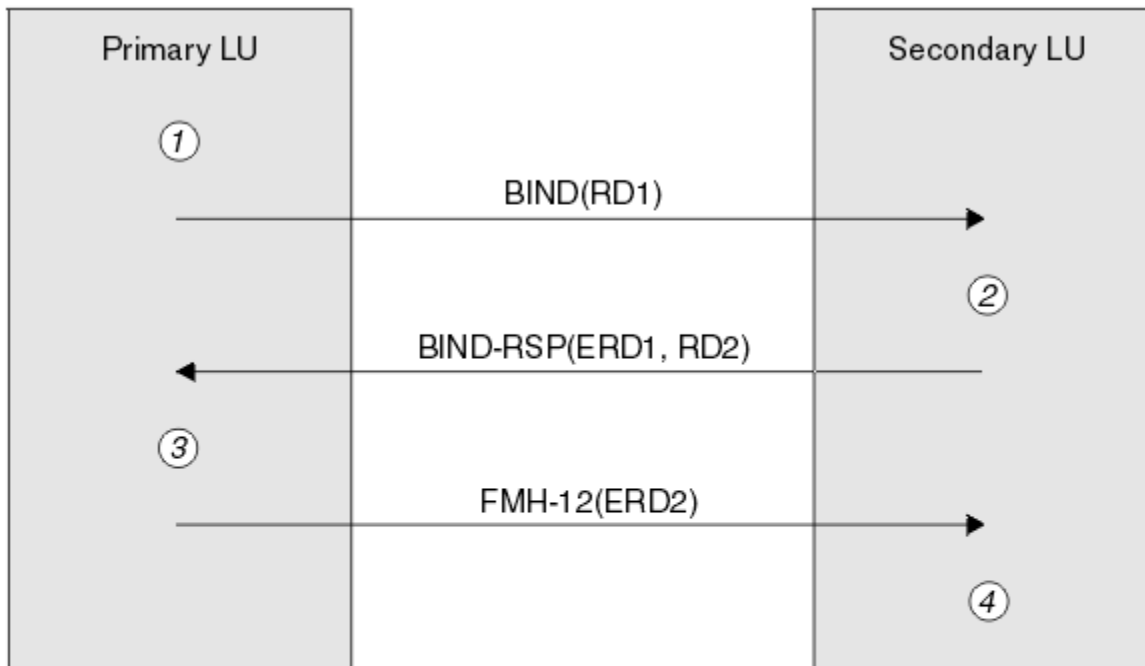 Primary LU
Secondary LU
1
BIND(RD1)
2
BIND-RSP(ERD1, RD2)
3
FMH-12(ERD2)
4